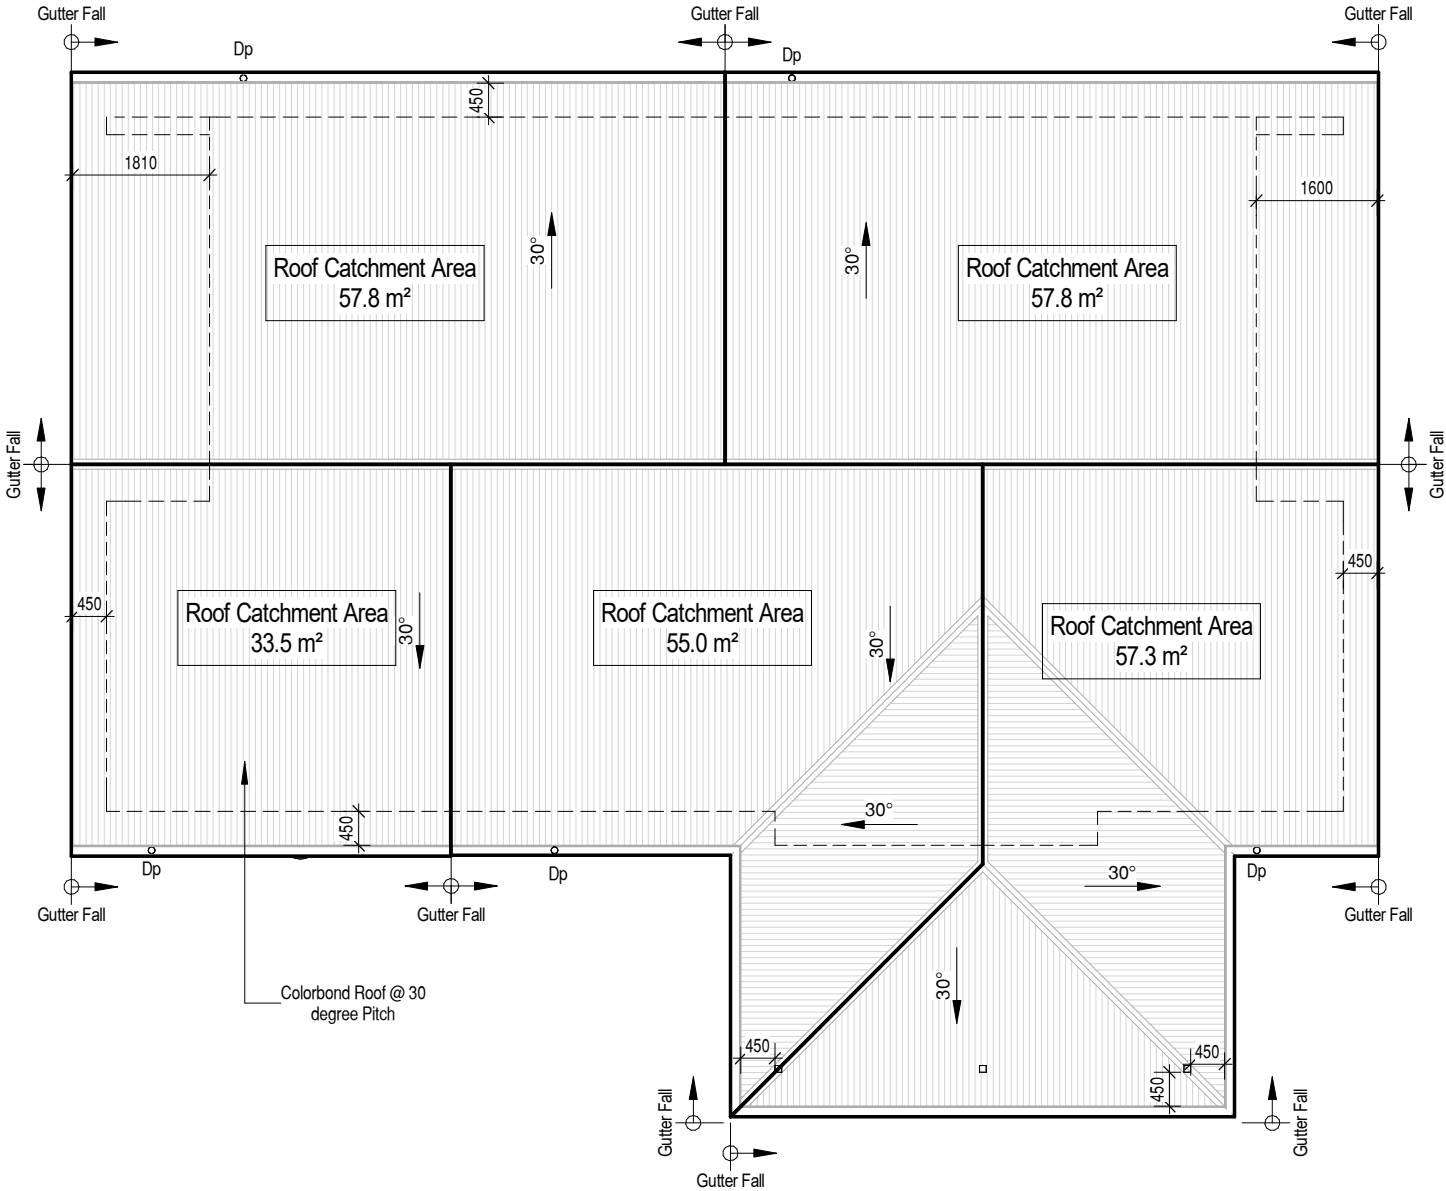 Gutter Fall
Gutter Fall
Gutter Fall
Dp
Dp
450
1810
1600
Roof Catchment Area
57.8 m²
30°
30°
Roof Catchment Area
57.8 m²
Gutter Fall
Gutter Fall
450
450
Roof Catchment Area
33.5 m²
30°
Roof Catchment Area
55.0 m²
30°
Roof Catchment Area
57.3 m²
450
30°
Dp
Dp
30°
Dp
Gutter Fall
Gutter Fall
Gutter Fall
Colorbond Roof @ 30
degree Pitch
30°
450
450
450
Gutter Fall
Gutter Fall
Gutter Fall